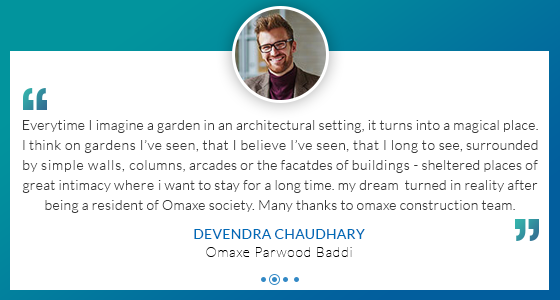 Everytime I imagine a garden in an architectural setting, it turns into a magical place.
I think on gardens I've seen, that I believe I've seen, that I long to see, surrounded
by simple walls, columns, arcades or the facatdes of buildings - sheltered places of
great intimacy where i want to stay for a long time. my dream turned in reality after
being a resident of Omaxe society. Many thanks to omaxe construction team.
DEVENDRA CHAUDHARY
Omaxe Parwood Baddi